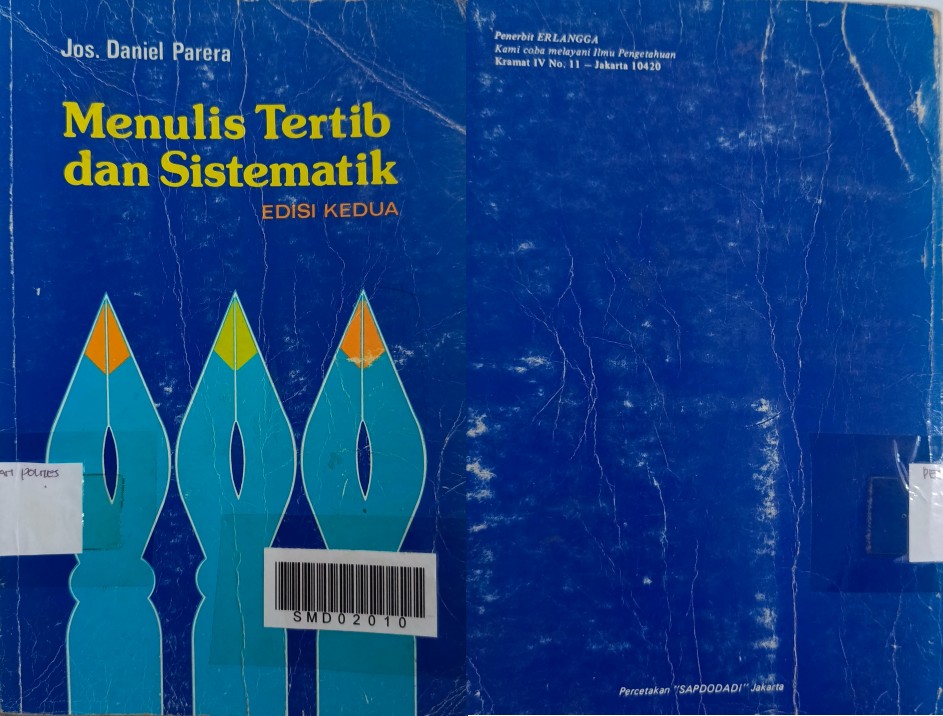 Jos. Daniel Parera
Menulis Tertib
dan Sistematik
EDISI KEDUA
SMD02010
Penerbit ERLANGGA
Kami coba melayani Ilmu Pengetahuan
Kramat IV No. 11 – Jakarta 10420
Percetakan "SAPDODADI" Jakarta